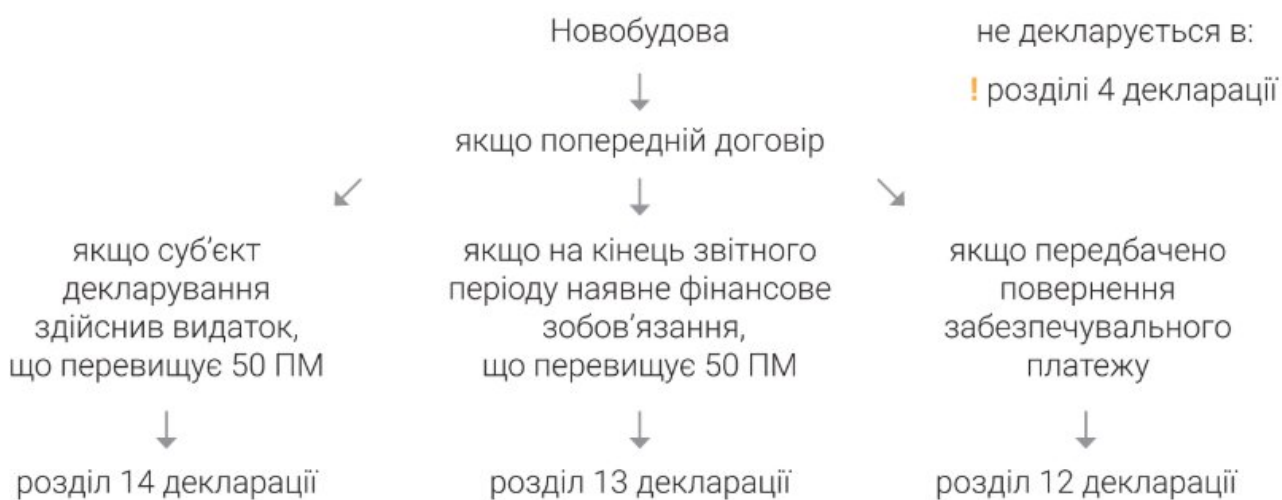 Новобудова
не декларується в:
! розділі 4 декларації
якщо попередній договір
якщо суб’єкт
декларування
здійснив видаток,
що перевищує 50 ПМ
якщо на кінець звітного
періоду наявне фінансове
зобов’язання,
що перевищує 50 ПМ
якщо передбачено
повернення
забезпечувального
платежу
розділ 14 декларації
розділ 13 декларації
розділ 12 декларації